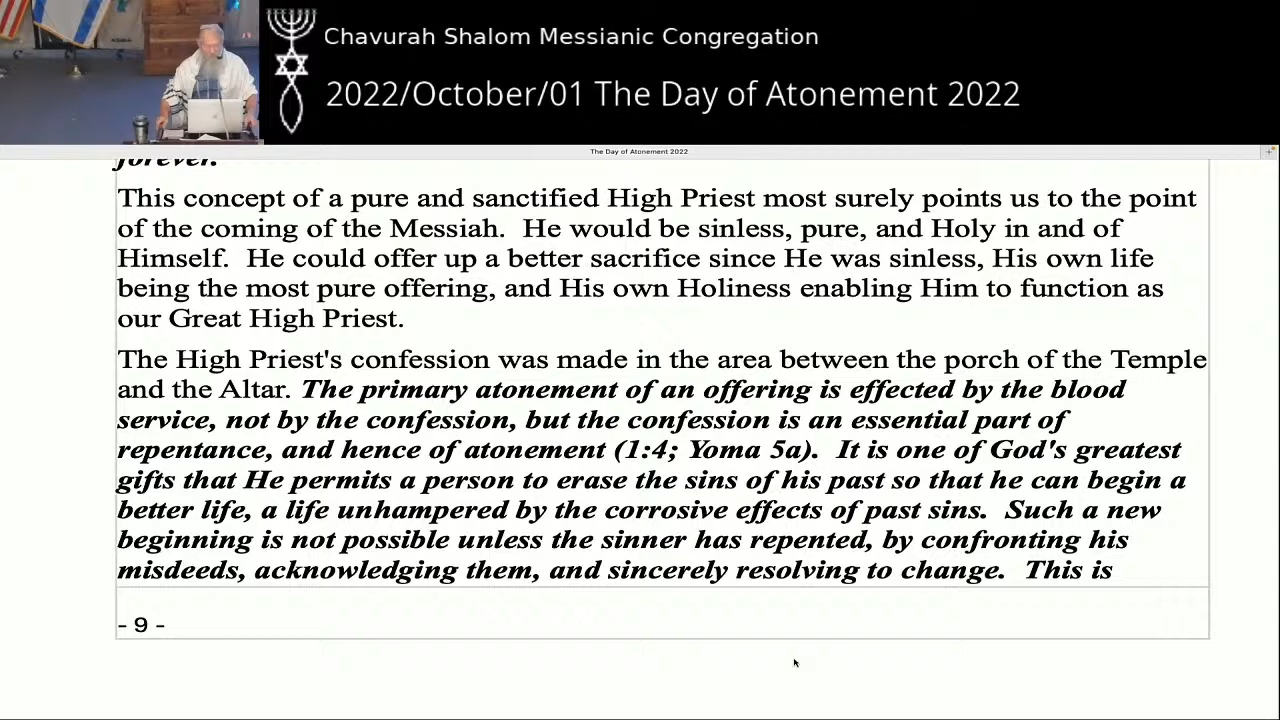 Chavurah Shalom Messianic Congregation
2022/October/01 The Day of Atonement 2022
The Day of Atonement 2022
forever.
This concept of a pure and sanctified High Priest most surely points us to the point
of the coming of the Messiah.  He would be sinless, pure, and Holy in and of
Himself.  He could offer up a better sacrifice since He was sinless, His own life
being the most pure offering, and His own Holiness enabling Him to function as
our Great High Priest.
The High Priest's confession was made in the area between the porch of the Temple
and the Altar. The primary atonement of an offering is effected by the blood
service, not by the confession, but the confession is an essential part of
repentance, and hence of atonement (1:4; Yoma 5a).  It is one of God's greatest
gifts that He permits a person to erase the sins of his past so that he can begin a
better life, a life unhampered by the corrosive effects of past sins.  Such a new
beginning is not possible unless the sinner has repented, by confronting his
misdeeds, acknowledging them, and sincerely resolving to change.  This is
- 9 -